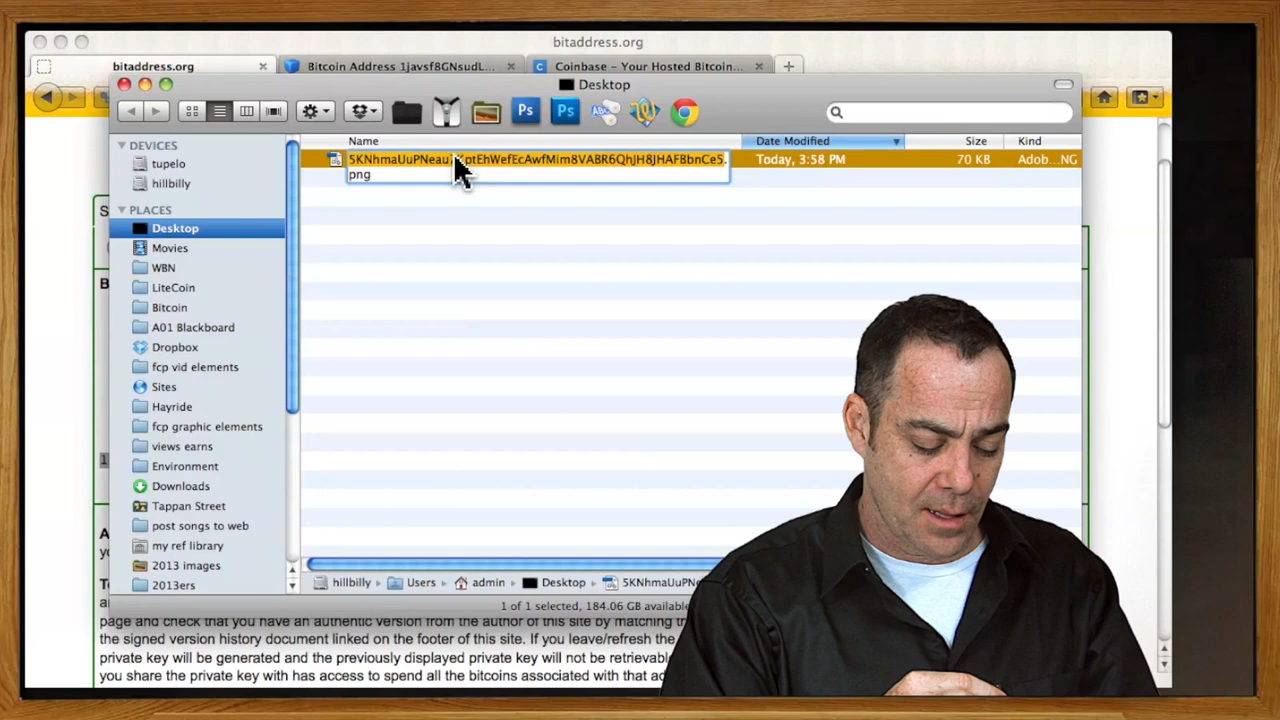 bitaddress.org
bitaddress.org
Bitcoin Address 1javsf8GNsudL...
Coinbase – Your Hosted Bitcoin...
Desktop
Ps
Ps
ABC
Name
Date Modified
Size
Kind
DEVICES
tupelo
hillbilly
png
Today, 3:58 PM
70 KB
Adob...NG
PLACES
Desktop
Movies
WBN
LiteCoin
Bitcoin
A01 Blackboard
Dropbox
fcp vid elements
Sites
Hayride
fcp graphic elements
views earns
Environment
Downloads
Tappan Street
post songs to web
my ref library
2013 images
2013ers
hillbilly
Users
admin
Desktop
1 of 1 selected, 184.06 GB available
page and check that you have an authentic version from the author of this site by matching
the signed version history document linked on the footer of this site. If you leave/refresh the
private key will be generated and the previously displayed private key will not be
you share the private key with has access to spend all the bitcoins associated with that